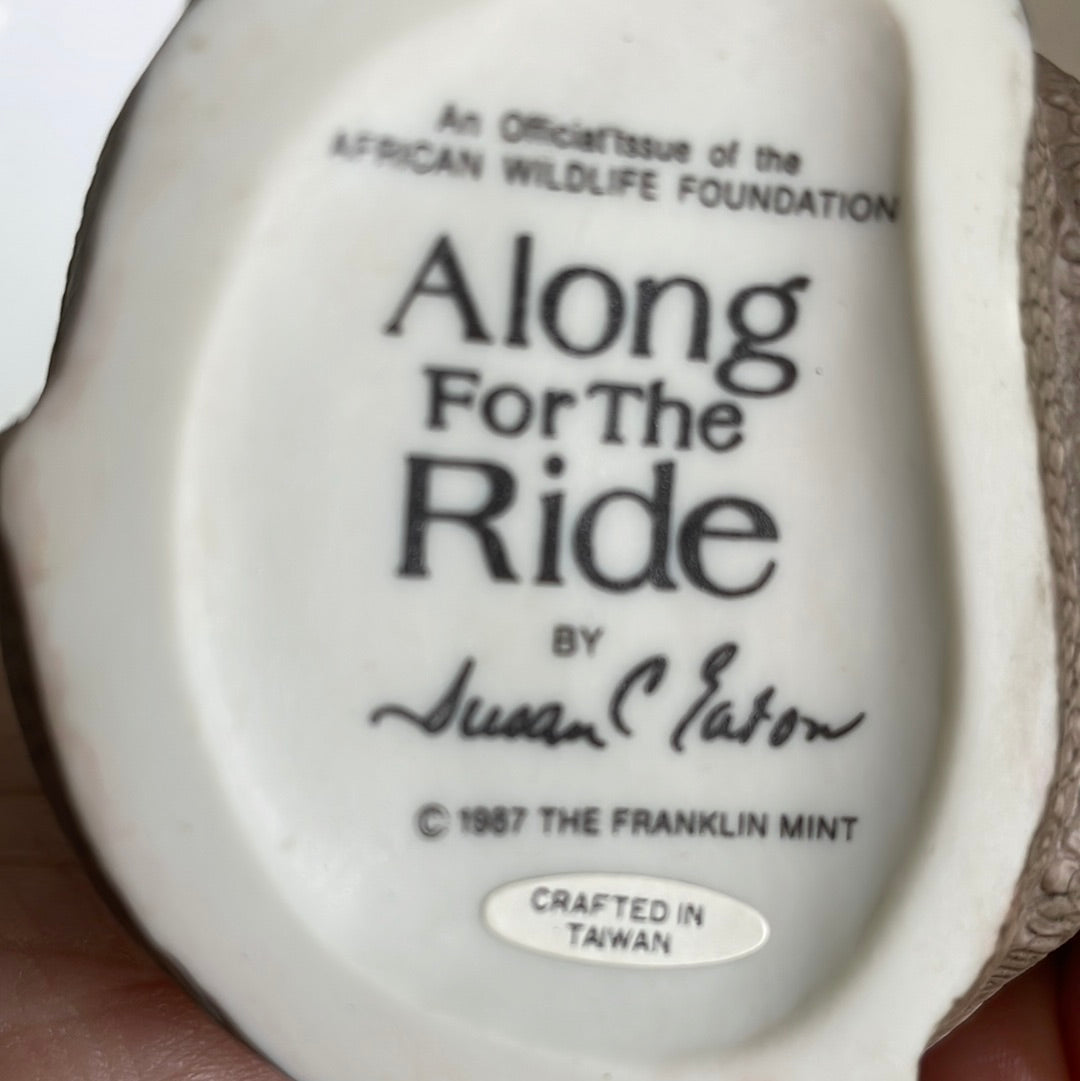 An Official Issue of the
AFRICAN WILDLIFE FOUNDATION
Along
For The
Ride
BY
Susan C Eaton
© 1987 THE FRANKLIN MINT
CRAFTED IN
TAIWAN